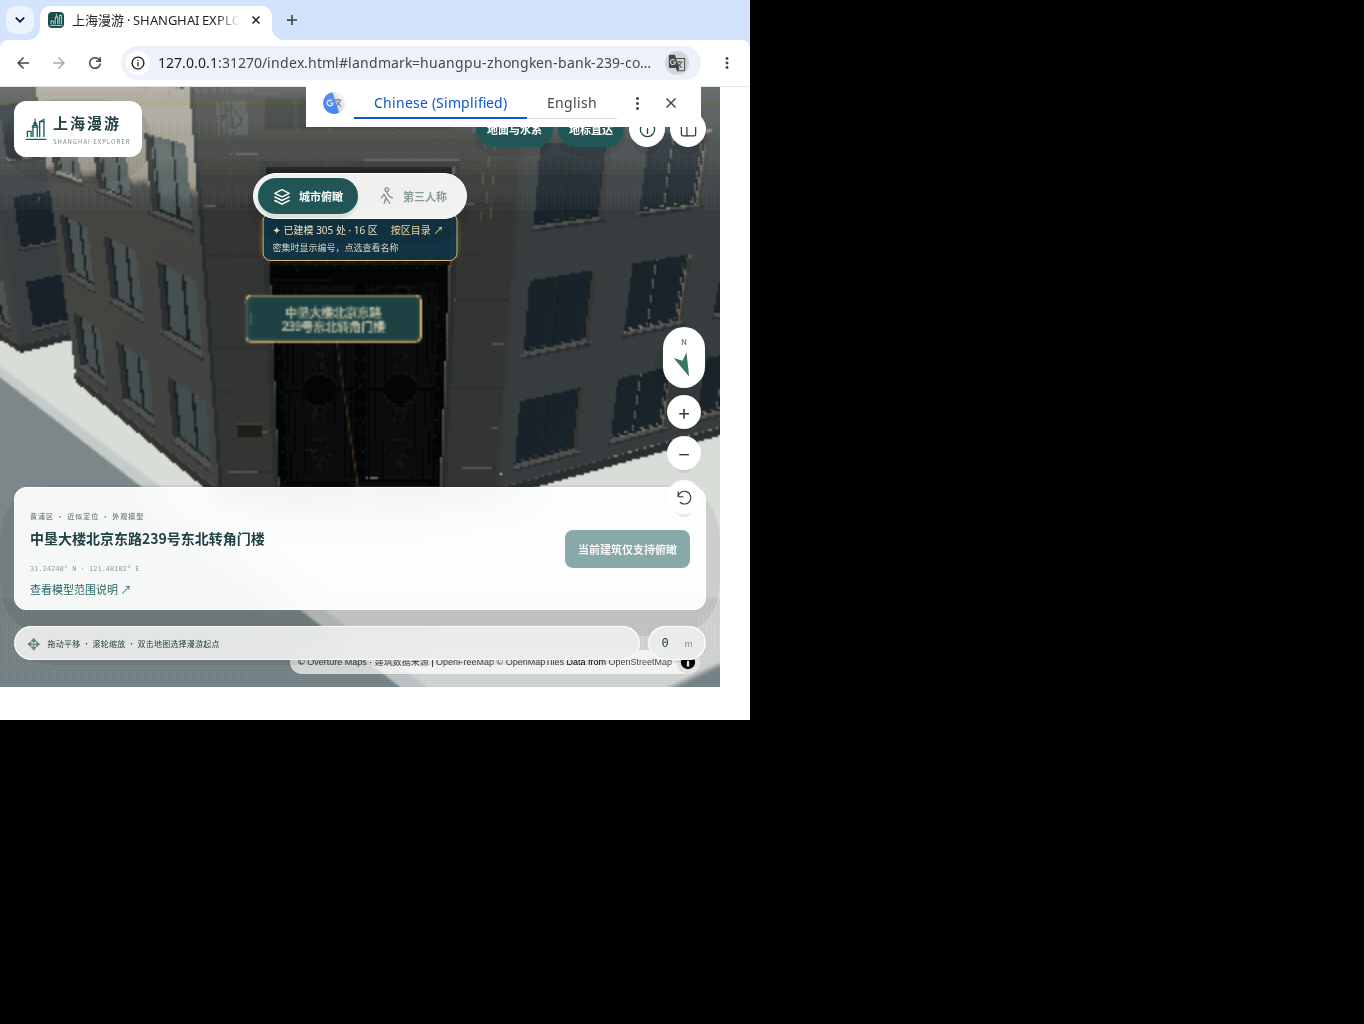 上海漫游 · SHANGHAI EXPLO
127.0.0.1:31270/index.html#landmark=huangpu-zhongken-bank-239-co...
Chinese (Simplified)
English
上海漫游
SHANGHAI EXPLORER
地面与水系
地标直达
城市俯瞰
第三人称
✦ 已建模 305 处 · 16 区 按区目录 ↗
密集时显示编号，点选查看名称
中垦大楼北京东路
239号东北转角门楼
N
+
−
黄浦区 · 近似定位 · 外观模型
中垦大楼北京东路239号东北转角门楼
当前建筑仅支持俯瞰
31.24240° N · 121.48102° E
查看模型范围说明 ↗
拖动平移 · 滚轮缩放 · 双击地图选择漫游起点
0 m
© Overture Maps · 建筑数据来源 | OpenFreeMap © OpenMapTiles Data from OpenStreetMap